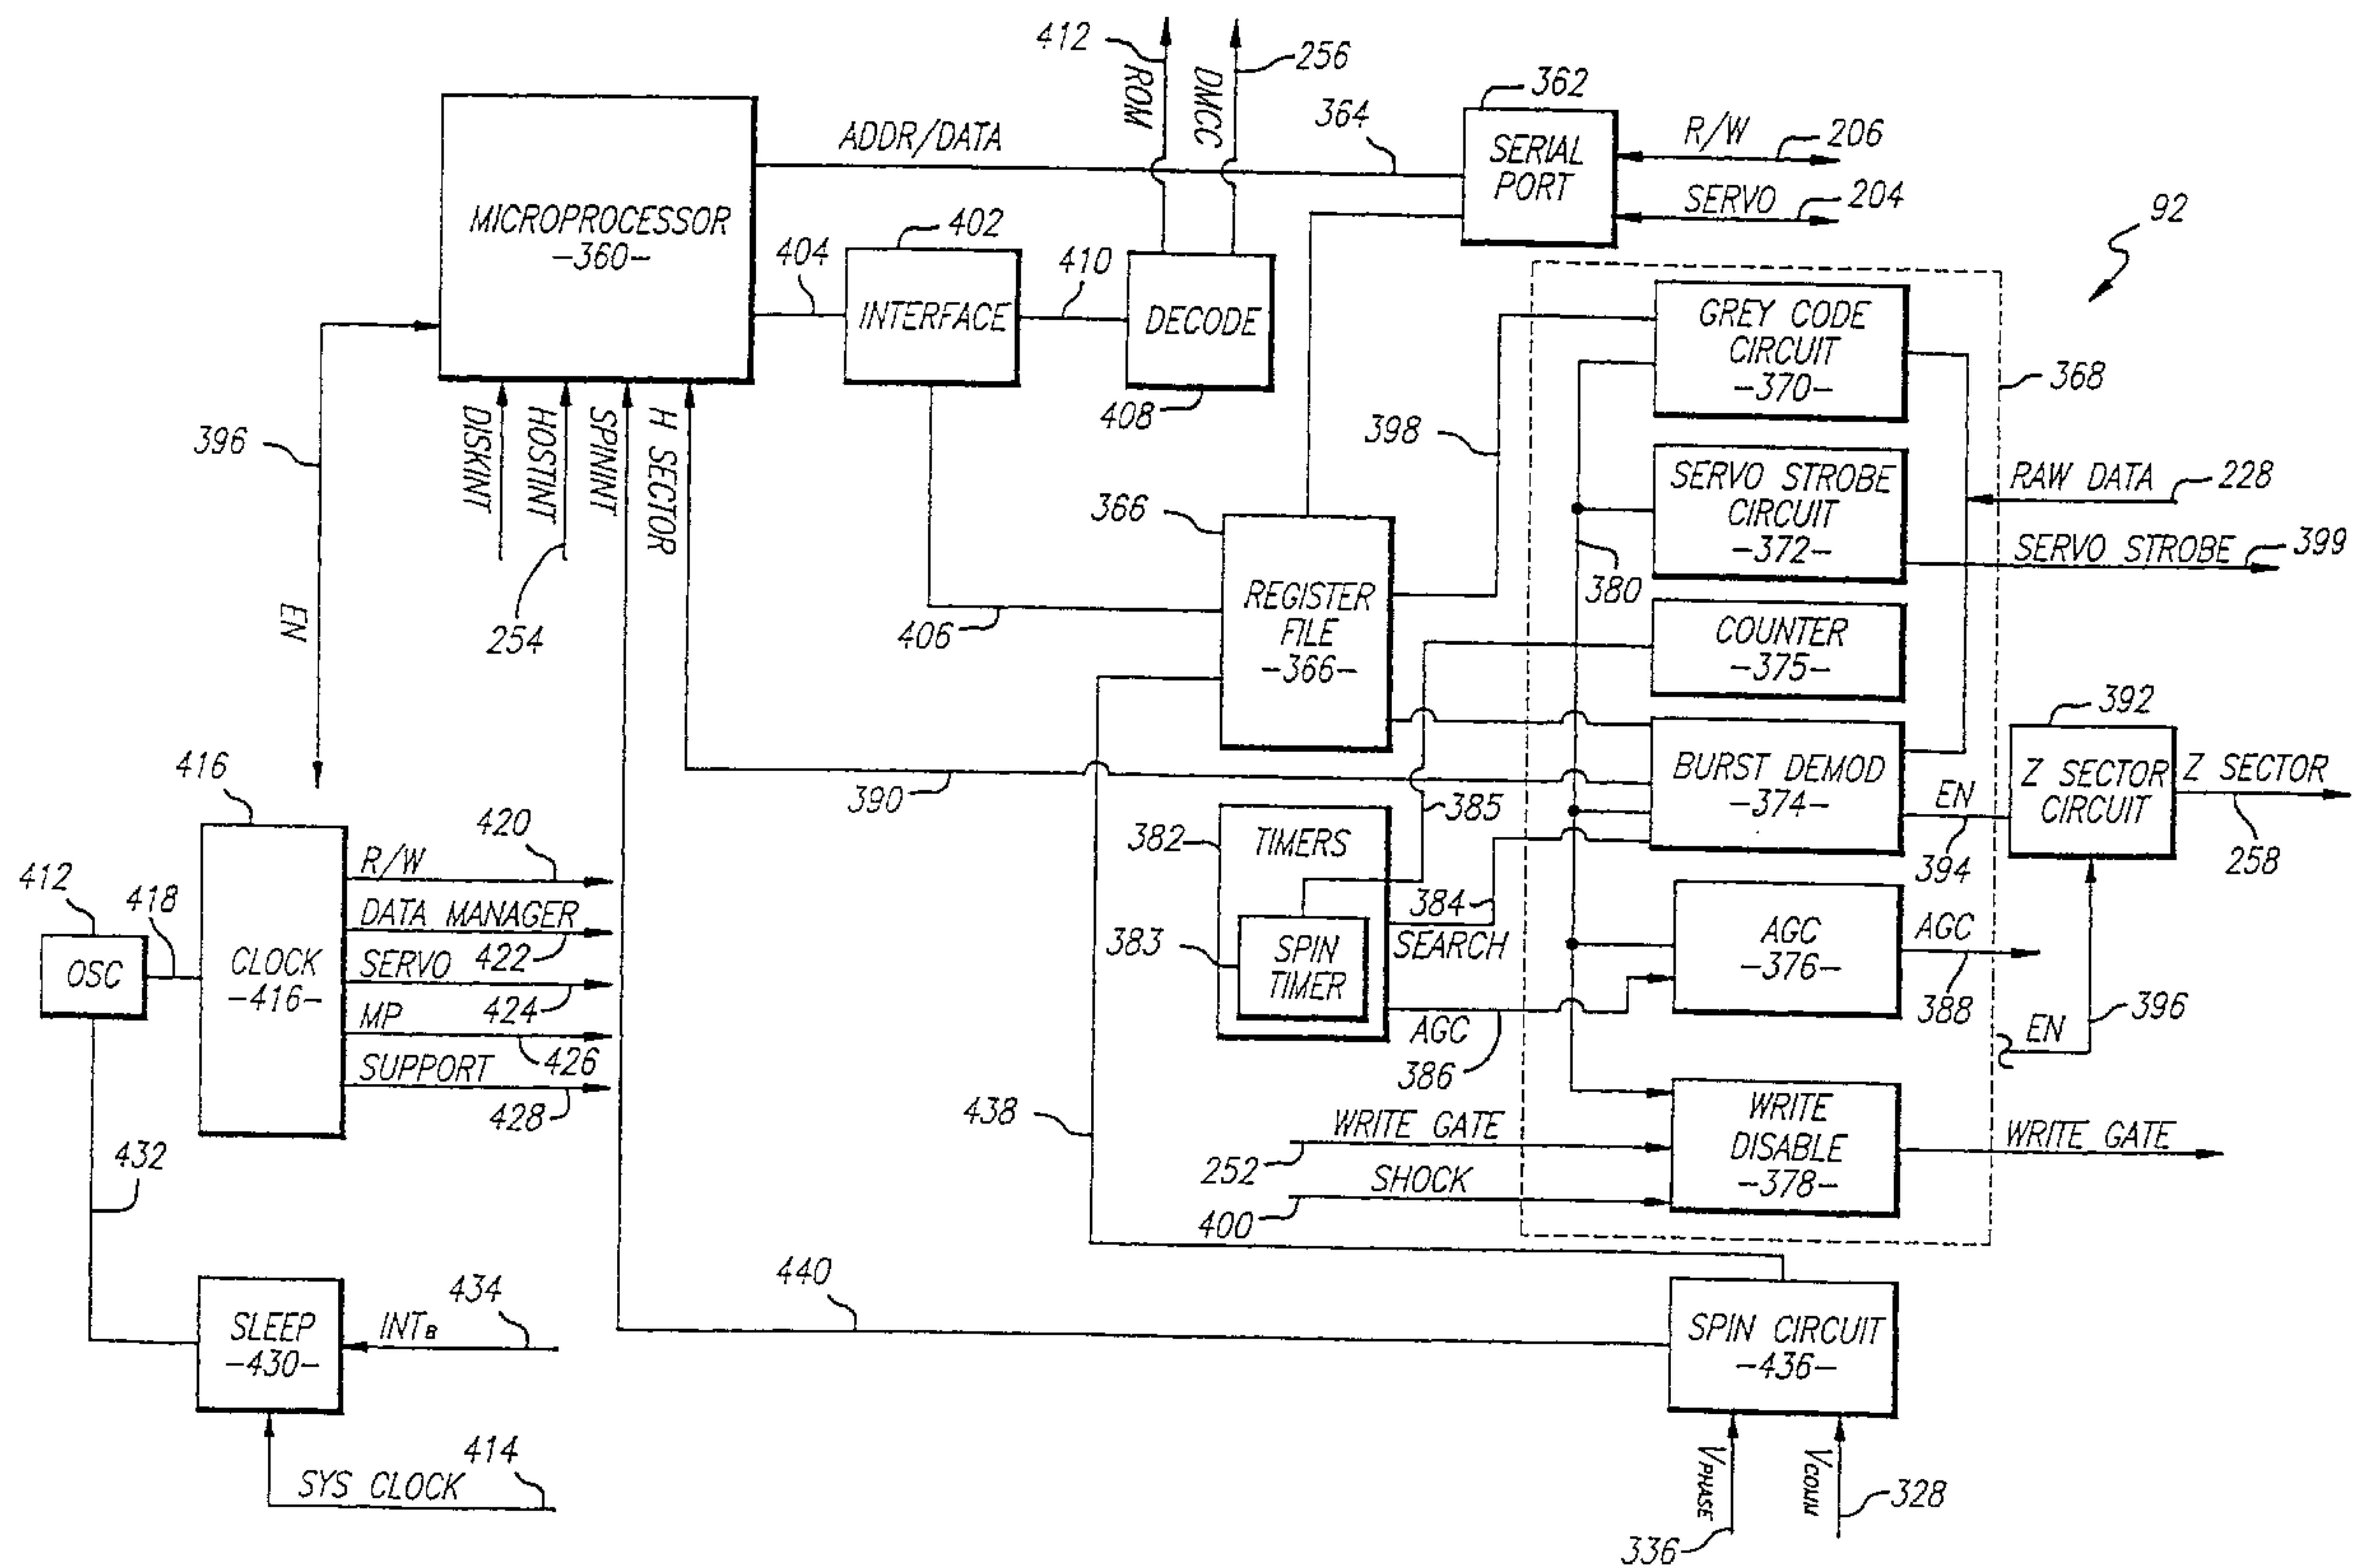 412
ROM
DMCC
256
362
364
ADDR/DATA
SERIAL
PORT
R/W
206
SERVO
204
92
MICROPROCESSOR
-360-
402
404
INTERFACE
410
DECODE
408
GREY CODE
CIRCUIT
-370-
368
396
DISKINT
HOSTINT
SPININT
H SECTOR
398
SERVO STROBE
CIRCUIT
-372-
RAW DATA
228
SERVO STROBE
399
366
380
EN
254
406
REGISTER
FILE
-366-
COUNTER
-375-
392
416
390
385
BURST DEMOD
-374-
EN
394
Z SECTOR
CIRCUIT
Z SECTOR
258
382
TIMERS
384
SEARCH
383
SPIN
TIMER
AGC
386
AGC
-376-
AGC
388
EN
396
412
OSC
418
CLOCK
-416-
R/W
420
DATA MANAGER
422
SERVO
424
MP
426
SUPPORT
428
432
438
WRITE GATE
252
SHOCK
400
WRITE
DISABLE
-378-
WRITE GATE
440
SLEEP
-430-
INTB
434
SPIN CIRCUIT
-436-
SYS CLOCK
414
VPHASE
336
VCOMM
328